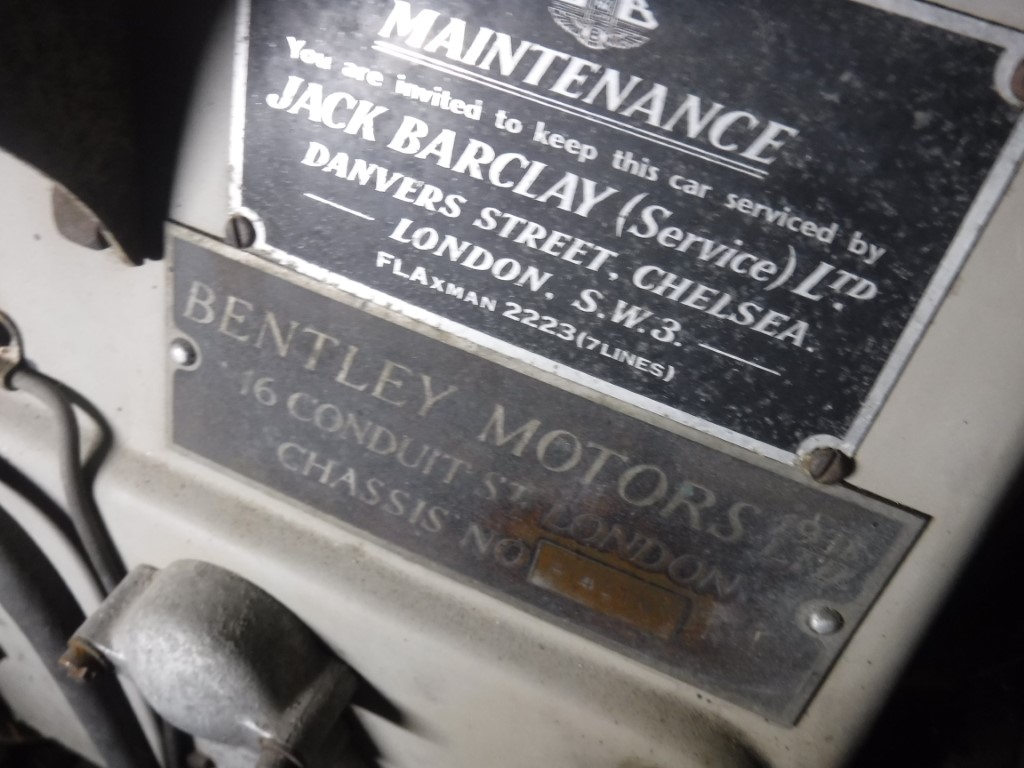 B
MAINTENANCE
You are invited to keep this car serviced by
JACK BARCLAY (Service) LTD.
DANVERS STREET, CHELSEA.
LONDON, S.W.3.
FLAXMAN 2223 (7 LINES)
BENTLEY MOTORS
16 CONDUIT ST. LONDON
CHASSIS NO